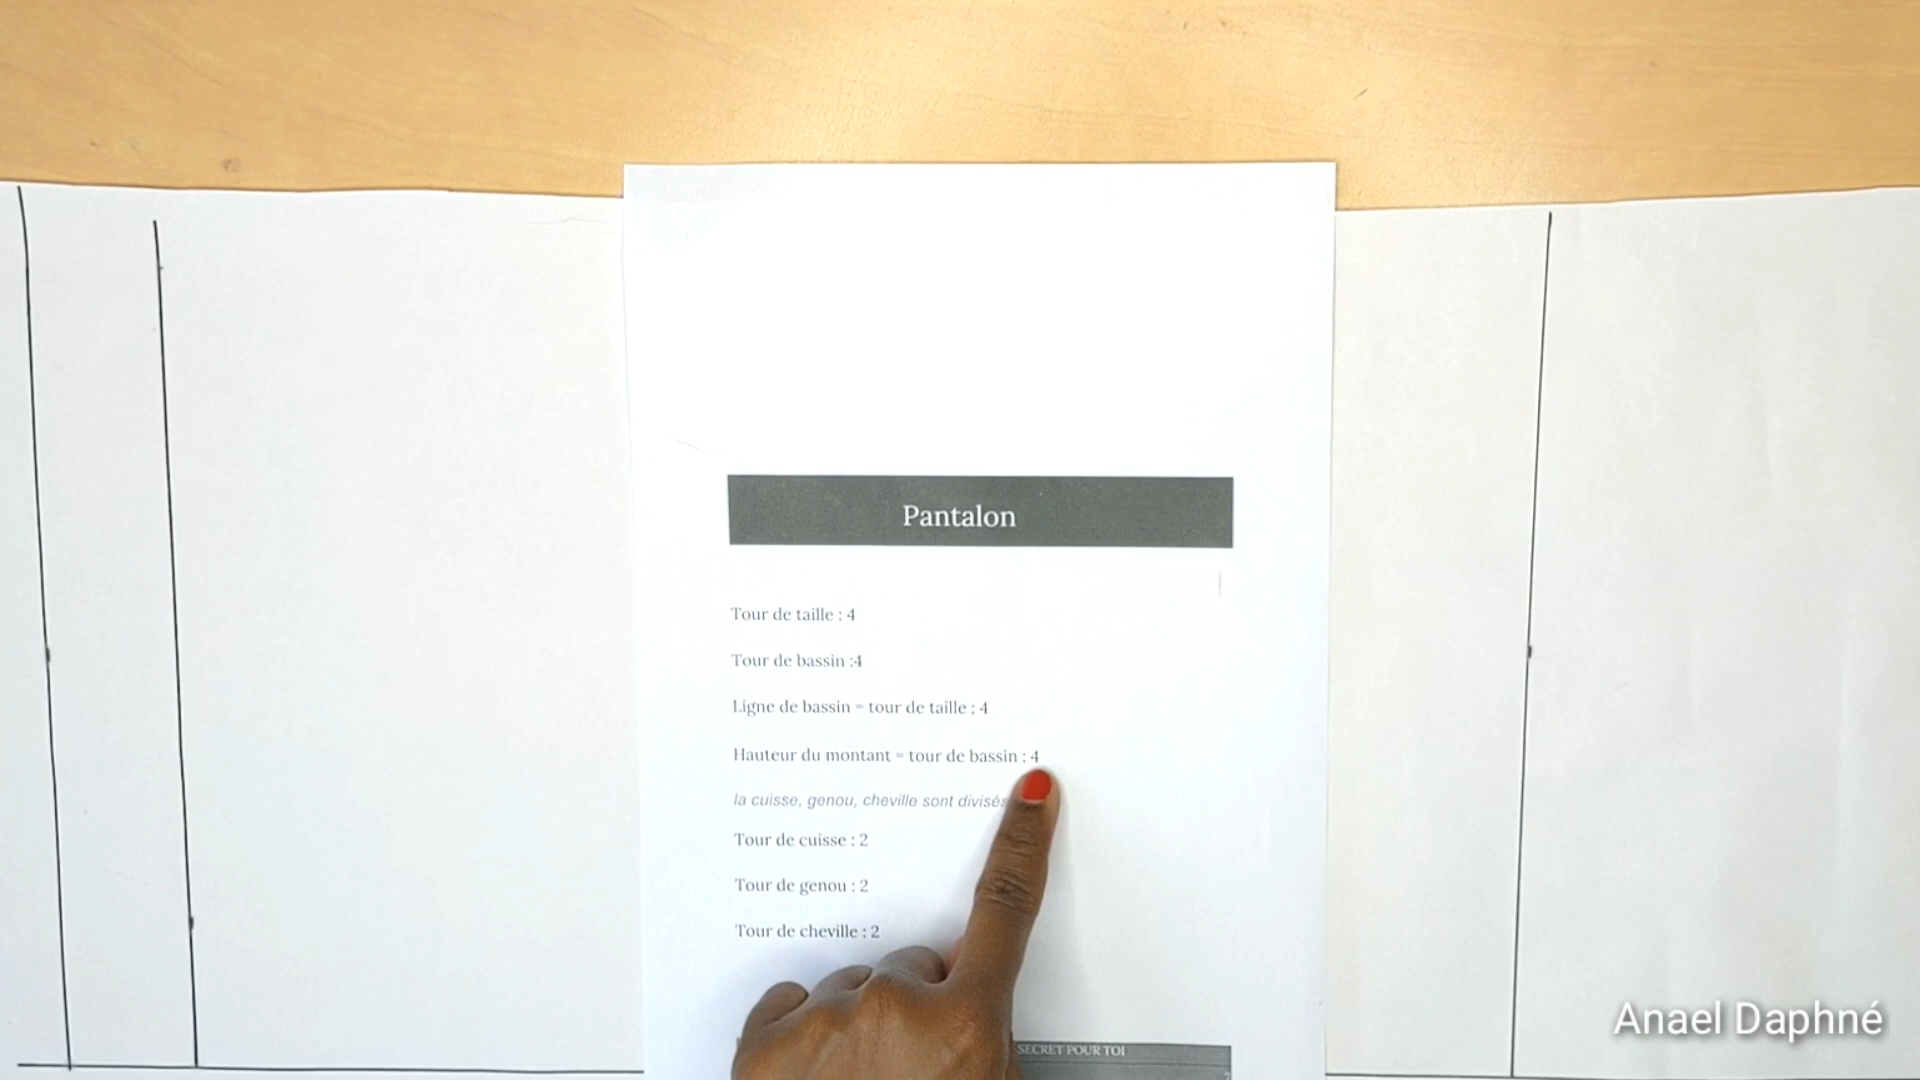 Pantalon
Tour de taille : 4
Tour de bassin :4
Ligne de bassin = tour de taille : 4
Hauteur du montant = tour de bassin : 4
la cuisse, genou, cheville sont divisés
Tour de cuisse : 2
Tour de genou : 2
Tour de cheville : 2
SECRET POUR TOI
Anael Daphné